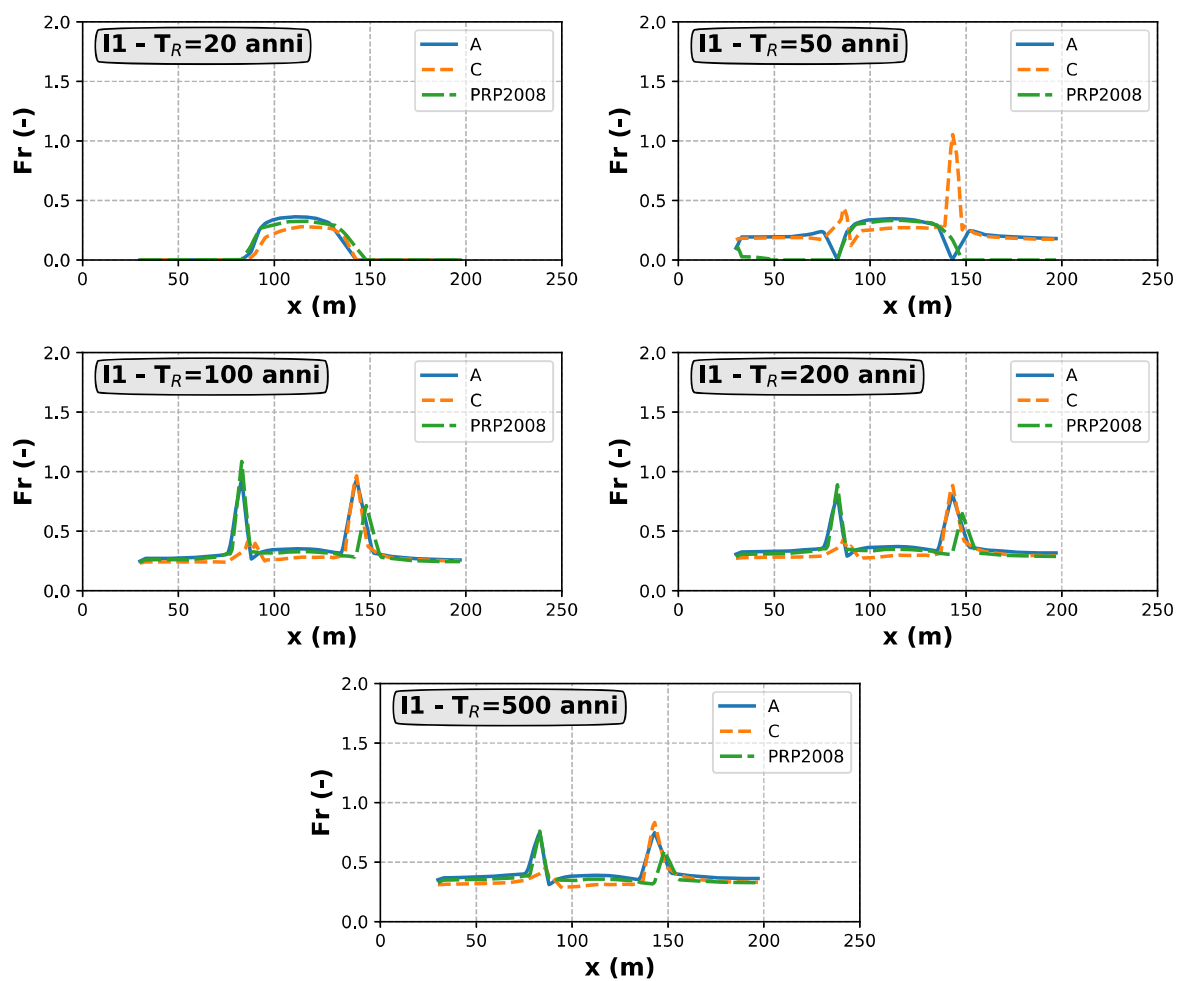 I1 - T_R=20 anni
A
C
PRP2008
Fr (-)
2.0
1.5
1.0
0.5
0.0
0 50 100 150 200 250
x (m)
I1 - T_R=50 anni
A
C
PRP2008
Fr (-)
2.0
1.5
1.0
0.5
0.0
0 50 100 150 200 250
x (m)
I1 - T_R=100 anni
A
C
PRP2008
Fr (-)
2.0
1.5
1.0
0.5
0.0
0 50 100 150 200 250
x (m)
I1 - T_R=200 anni
A
C
PRP2008
Fr (-)
2.0
1.5
1.0
0.5
0.0
0 50 100 150 200 250
x (m)
I1 - T_R=500 anni
A
C
PRP2008
Fr (-)
2.0
1.5
1.0
0.5
0.0
0 50 100 150 200 250
x (m)